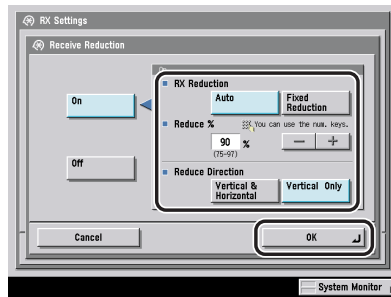 RX Settings
Receive Reduction
RX Reduction
On
Auto
Fixed
Reduction
Reduce %
You can use the num. keys.
90 %
- +
(75-97)
Off
Reduce Direction
Vertical &
Horizontal
Vertical Only
Cancel
OK
System Monitor